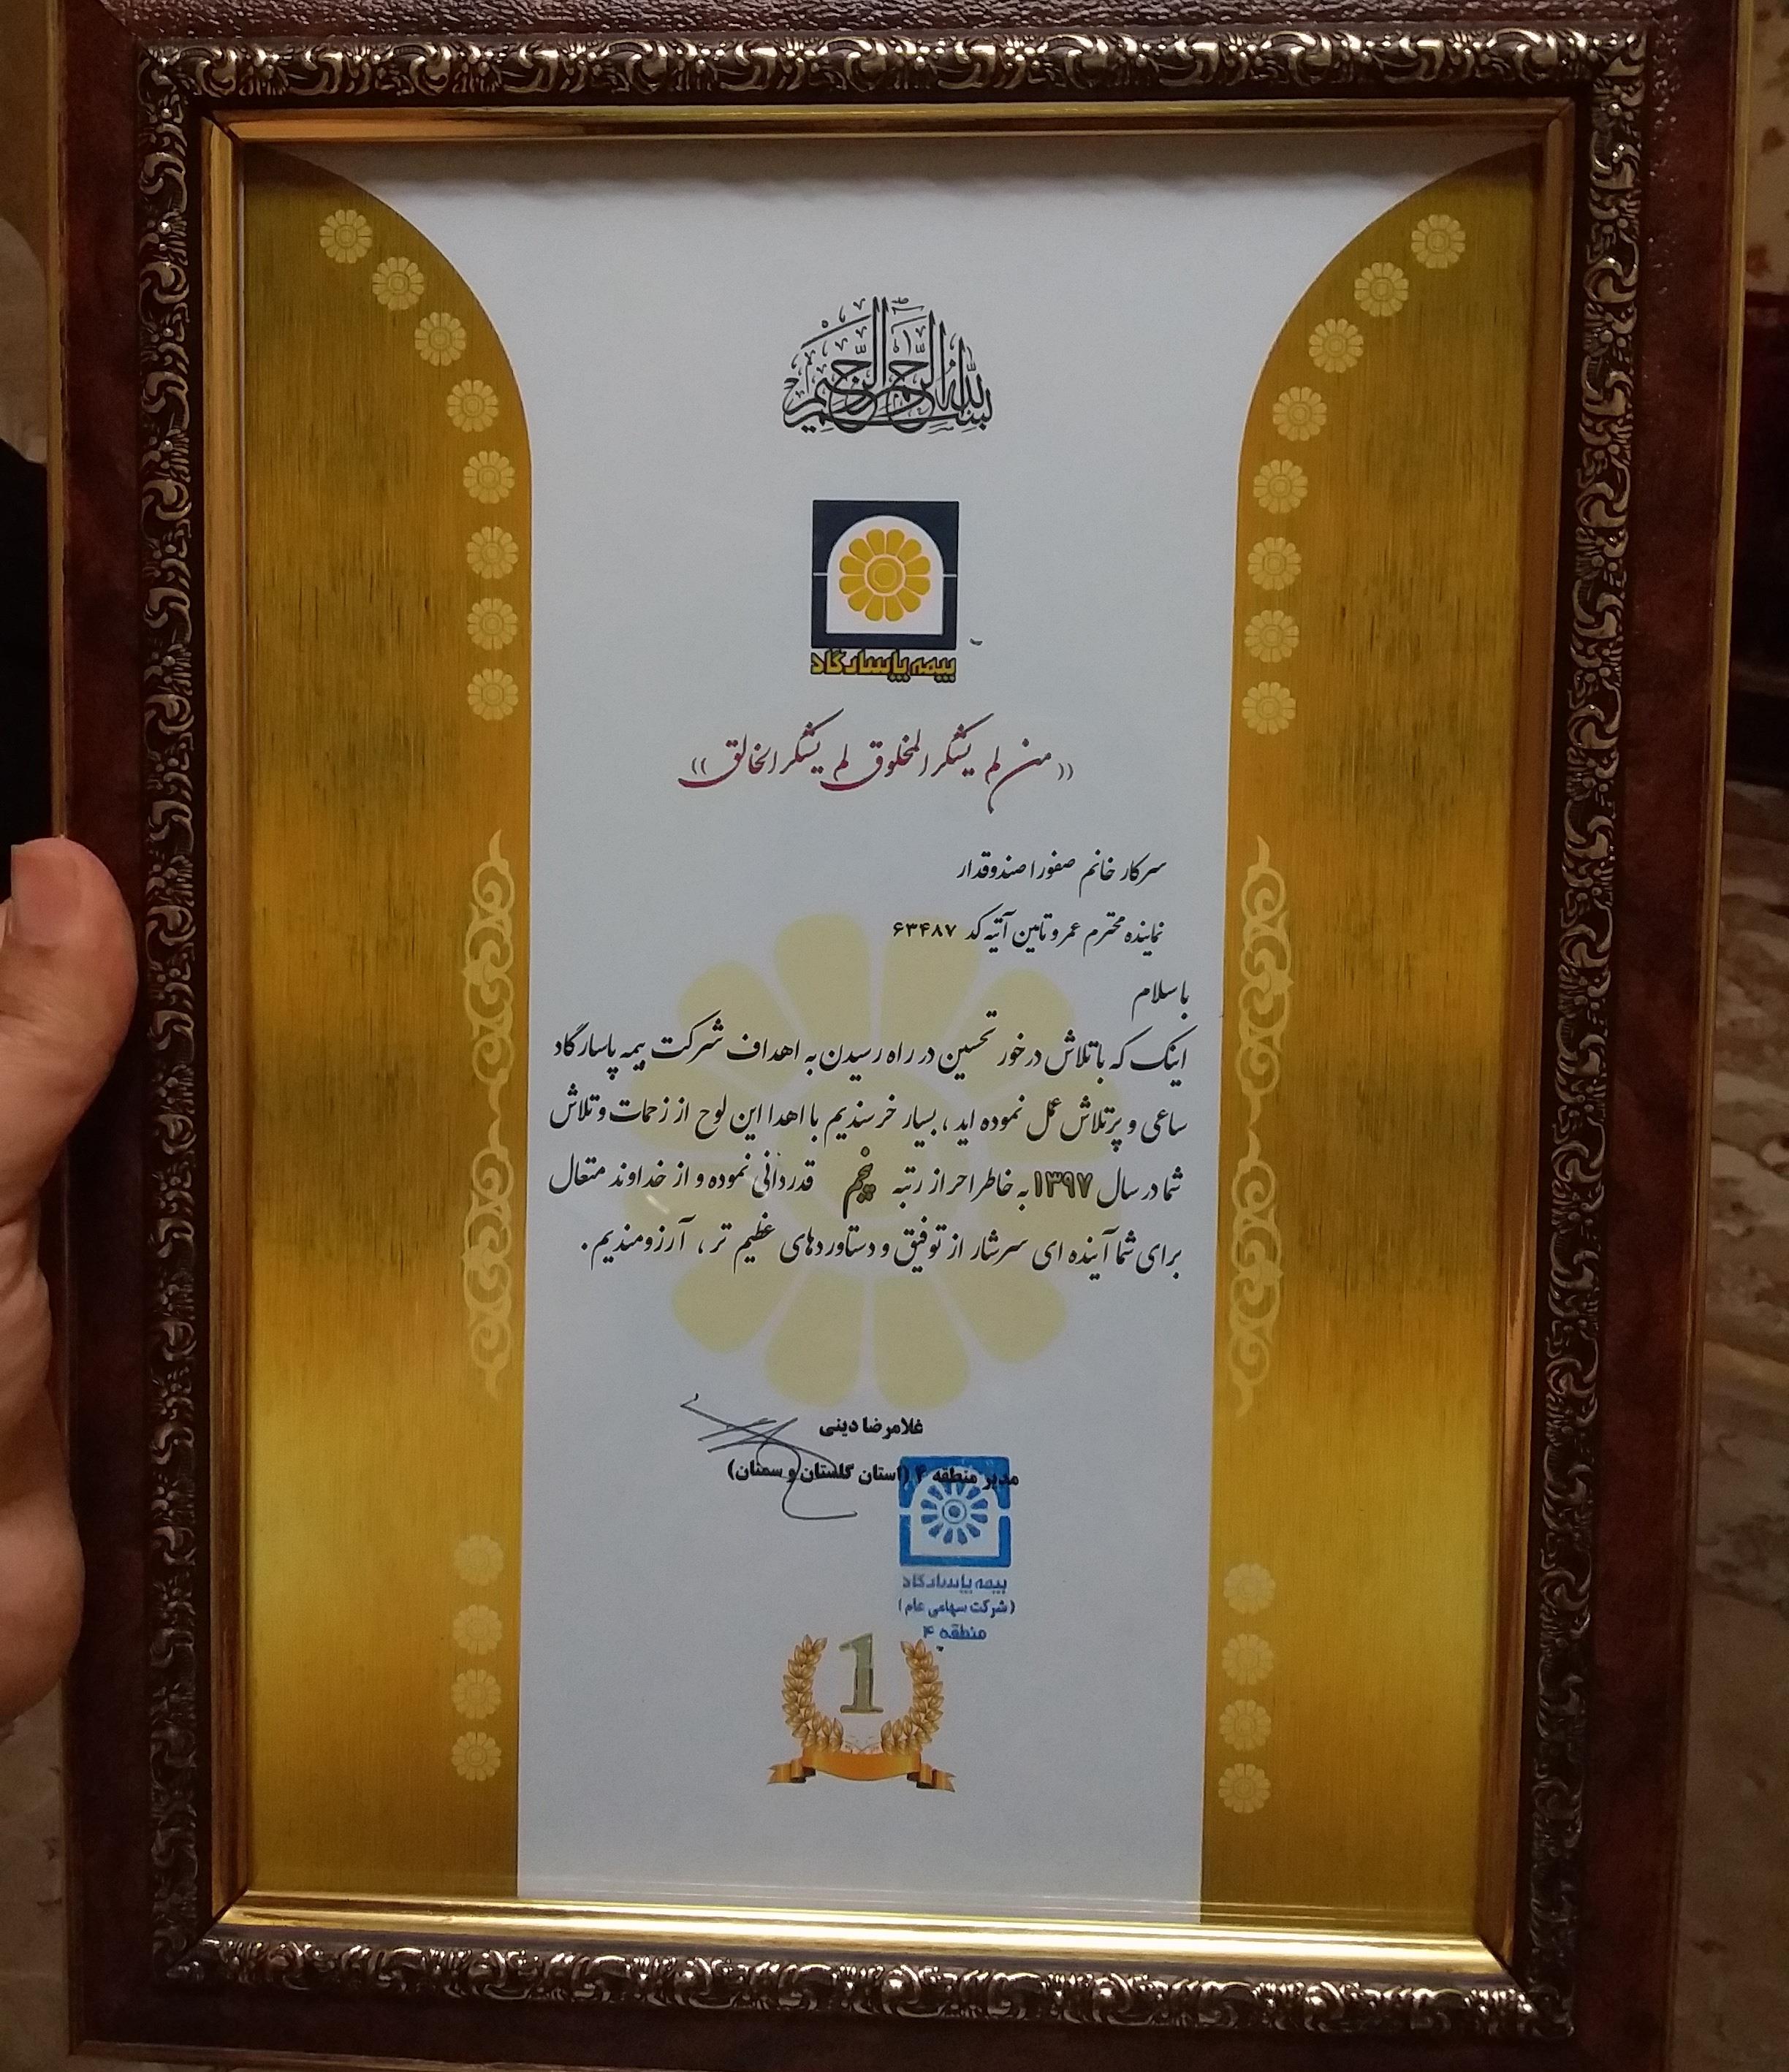 بسم الله الرحمن الرحیم
بیمه پاسارگاد
«من لم یشکر المخلوق لم یشکر الخالق»
سرکار خانم صفورا صندوقدار
نماینده محترم عمر و تامین آتیه کد ۶۳۴۸۷
با سلام
اینک که با تلاش در خور تحسین در راه رسیدن به اهداف شرکت بیمه پاسارگاد
ساعی و پرتلاش عمل نموده اید، بسیار خرسندیم با اهدا این لوح از زحمات و تلاش
شما در سال ۱۳۹۷ به خاطر احراز رتبه پنجم قدردانی نموده و از خداوند متعال
برای شما آینده ای سرشار از توفیق و دستاوردهای عظیم تر، آرزومندیم.
غلامرضا دینی
مدیر منطقه ۴ (استان گلستان و سمنان)
بیمه پاسارگاد
(شرکت سهامی عام)
منطقه ۴
1